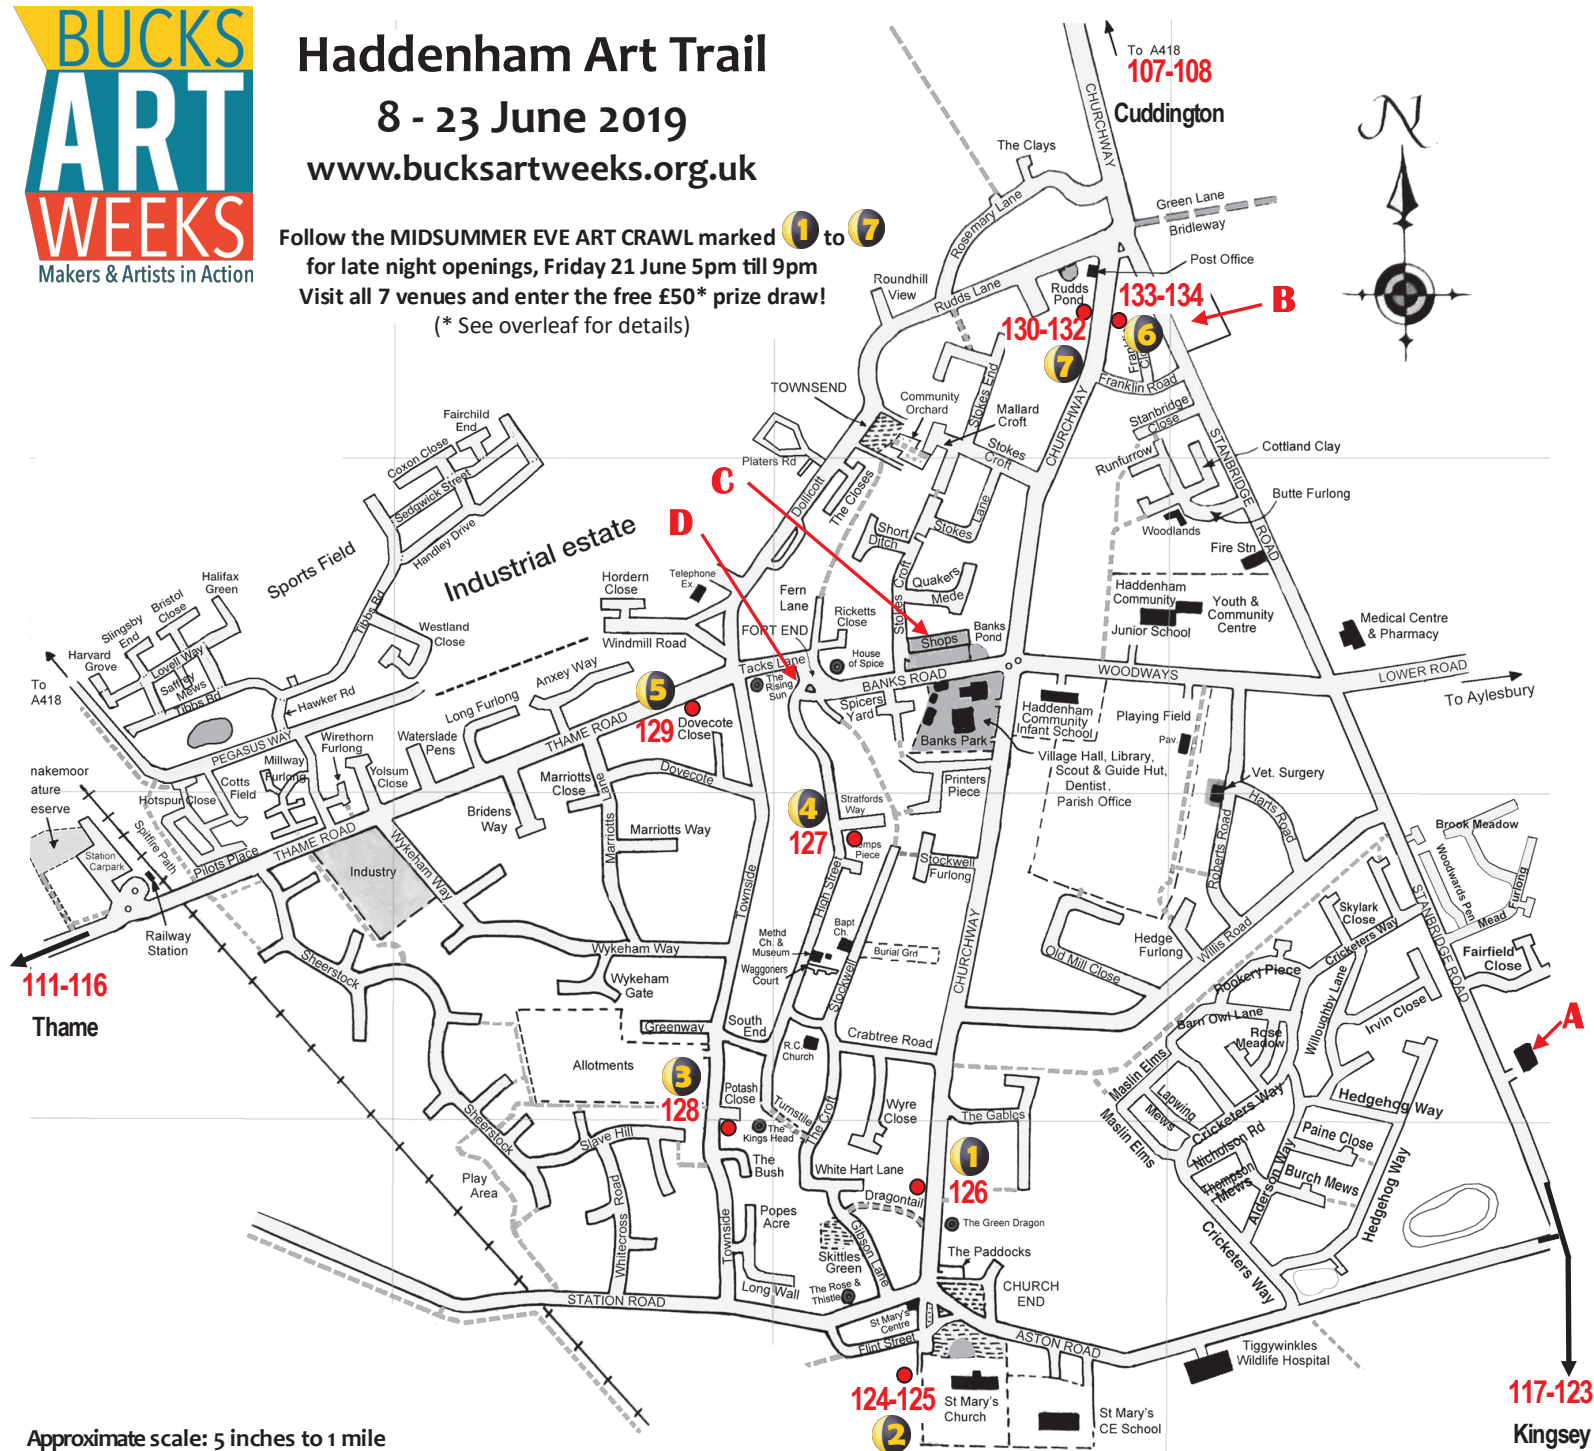 BUCKS
ART
WEEKS
Makers & Artists in Action
Haddenham Art Trail
8 - 23 June 2019
www.bucksartweeks.org.uk
Follow the MIDSUMMER EVE ART CRAWL marked 1 to 7
for late night openings, Friday 21 June 5pm till 9pm
Visit all 7 venues and enter the free £50* prize draw!
(* See overleaf for details)
To A418
107-108
Cuddington
N
CHURCHWAY
The Clays
Rosemary Lane
Green Lane
Bridleway
Post Office
Roundhill
View
Rudds Lane
Rudds
Pond
133-134
B
130-132
6
7
Franklin Road
TOWNSEND
Community
Orchard
Stokes End
Mallard
Croft
Stanbridge
Close
CHURCHWAY
Fairchild
End
Coxon Close
Sedgwick Street
Handley Drive
Platers Rd
Dollicott
The Closes
Stokes
Croft
Runfurrow
STANBRIDGE
ROAD
Cottland Clay
Butte Furlong
Woodlands
Fire Stn
C
D
Short
Ditch
Stokes
Lane
Industrial estate
Sports Field
Quakers
Mede
Stokes Croft
Halifax
Green
Bristol
Close
Slingsby
End
Harvard
Grove
Lovell Way
Saffrey
Mews
Tibbs Rd
Tibbs Rd
Westland
Close
Hordern
Close
Telephone
Ex.
Windmill Road
Fern
Lane
FORT END
Ricketts
Close
Shops
Banks
Pond
Haddenham
Community
Junior School
Youth &
Community
Centre
Medical Centre
& Pharmacy
To
A418
Hawker Rd
PEGASUS WAY
Anxey Way
Long Furlong
5
129
Dovecote
Close
Tacks Lane
The
Rising
Sun
House
of Spice
BANKS ROAD
Spicers
Yard
Banks Park
WOODWAYS
LOWER ROAD
To Aylesbury
Haddenham
Community
Infant School
Playing Field
Pav.
Village Hall, Library,
Scout & Guide Hut,
Dentist,
Parish Office
THAME ROAD
Wirethorn
Furlong
Waterslade
Pens
Millway
Furlong
Cotts
Field
Yolsum
Close
Hotspur Close
nakemoor
ature
eserve
Spitfire Path
Station
Carpark
Pilots Place
THAME ROAD
Marriotts
Close
Dovecote
Bridens
Way
Marriotts
Lane
Marriotts Way
4
127
Stratfords
Way
Kemps
Piece
Printers
Piece
Vet. Surgery
Harts Road
Roberts Road
Brook Meadow
Woodwards Pen
Mead
Furlong
Industry
Wykeham Way
Railway
Station
111-116
Thame
Sheerstock
Townside
High Street
Stockwell
Furlong
Bapt
Ch.
Methd
Ch. &
Museum
Waggoners
Court
Burial Grd
Stockwell
CHURCHWAY
Old Mill Close
Hedge
Furlong
Willis Road
Skylark
Close
Cricketers Way
STANBRIDGE ROAD
Fairfield
Close
Wykeham Way
Wykeham
Gate
Greenway
South
End
R.C.
Church
Crabtree Road
Rookery Piece
Barn Owl Lane
Rose
Meadow
Willoughby Lane
Irvin Close
A
Allotments
3
128
Potash
Close
The
Kings Head
Turnstile
The Croft
Wyre
Close
The Gables
Maslin Elms
Maslin Elms
Lapwing
Mews
Cricketers Way
Nicholson Rd
Thompson
Mews
Alderson Way
Hedgehog Way
Paine Close
Burch Mews
Hedgehog Way
Sheerstock
Slave Hill
The
Bush
White Hart Lane
Dragontail
1
126
The Green Dragon
Play
Area
Whitecross Road
Townside
Popes
Acre
Skittles
Green
Gibson Lane
The Paddocks
Cricketers Way
Long Wall
The Rose &
Thistle
CHURCH
END
STATION ROAD
St Mary's
Centre
Flint Street
ASTON ROAD
Tiggywinkles
Wildlife Hospital
124-125
2
St Mary's
Church
St Mary's
CE School
117-123
Kingsey
Approximate scale: 5 inches to 1 mile